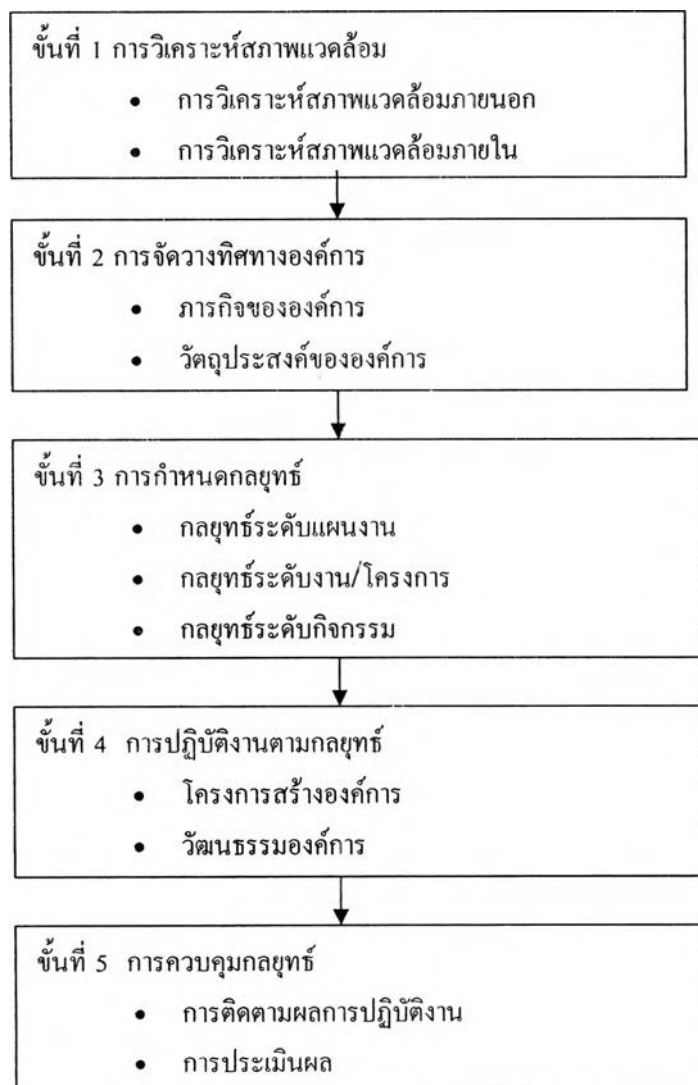 ขั้นที่ 1 การวิเคราะห์สภาพแวดล้อม
• การวิเคราะห์สภาพแวดล้อมภายนอก
• การวิเคราะห์สภาพแวดล้อมภายใน
ขั้นที่ 2 การจัดวางทิศทางองค์การ
• ภารกิจขององค์การ
• วัตถุประสงค์ขององค์การ
ขั้นที่ 3 การกำหนดกลยุทธ์
• กลยุทธ์ระดับแผนงาน
• กลยุทธ์ระดับงาน/โครงการ
• กลยุทธ์ระดับกิจกรรม
ขั้นที่ 4 การปฏิบัติงานตามกลยุทธ์
• โครงการสร้างองค์การ
• วัฒนธรรมองค์การ
ขั้นที่ 5 การควบคุมกลยุทธ์
• การติดตามผลการปฏิบัติงาน
• การประเมินผล